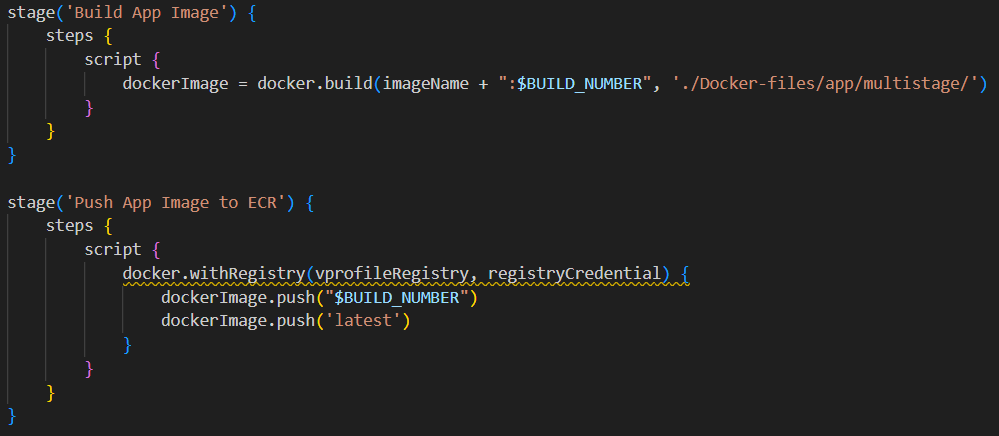 stage('Build App Image') {
    steps {
        script {
            dockerImage = docker.build(imageName + ":$BUILD_NUMBER", './Docker-files/app/multistage/')
        }
    }
}

stage('Push App Image to ECR') {
    steps {
        script {
            docker.withRegistry(vprofileRegistry, registryCredential) {
                dockerImage.push("$BUILD_NUMBER")
                dockerImage.push('latest')
            }
        }
    }
}